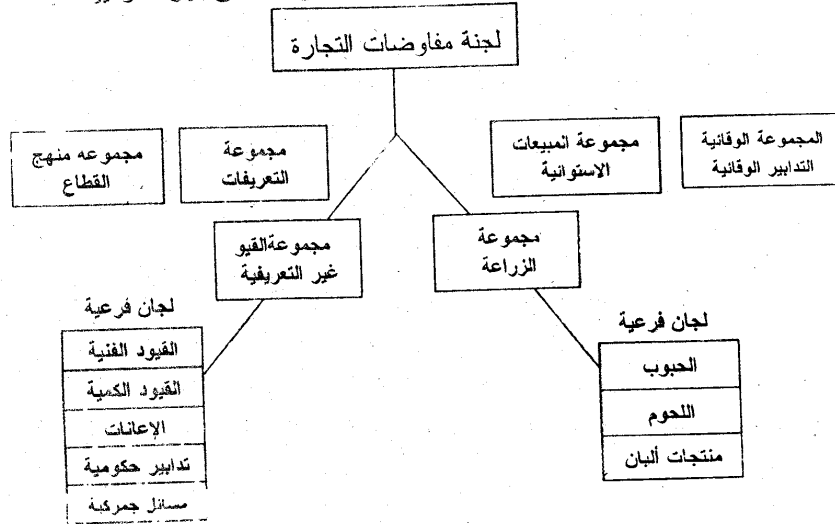 لجنة مفاوضات التجارة
المجموعة الوقائية
التدابير الوقائية
مجموعة المبيعات
الاستوائية
مجموعة
التعريفات
مجموعه منهج
القطاع
مجموعة
الزراعة
مجموعةالقيو
غير التعريفية
لجان فرعية
الحبوب
اللحوم
منتجات ألبان
لجان فرعية
القيود الفنية
القيود الكمية
الإعانات
تدابير حكومية
مسائل جمركية